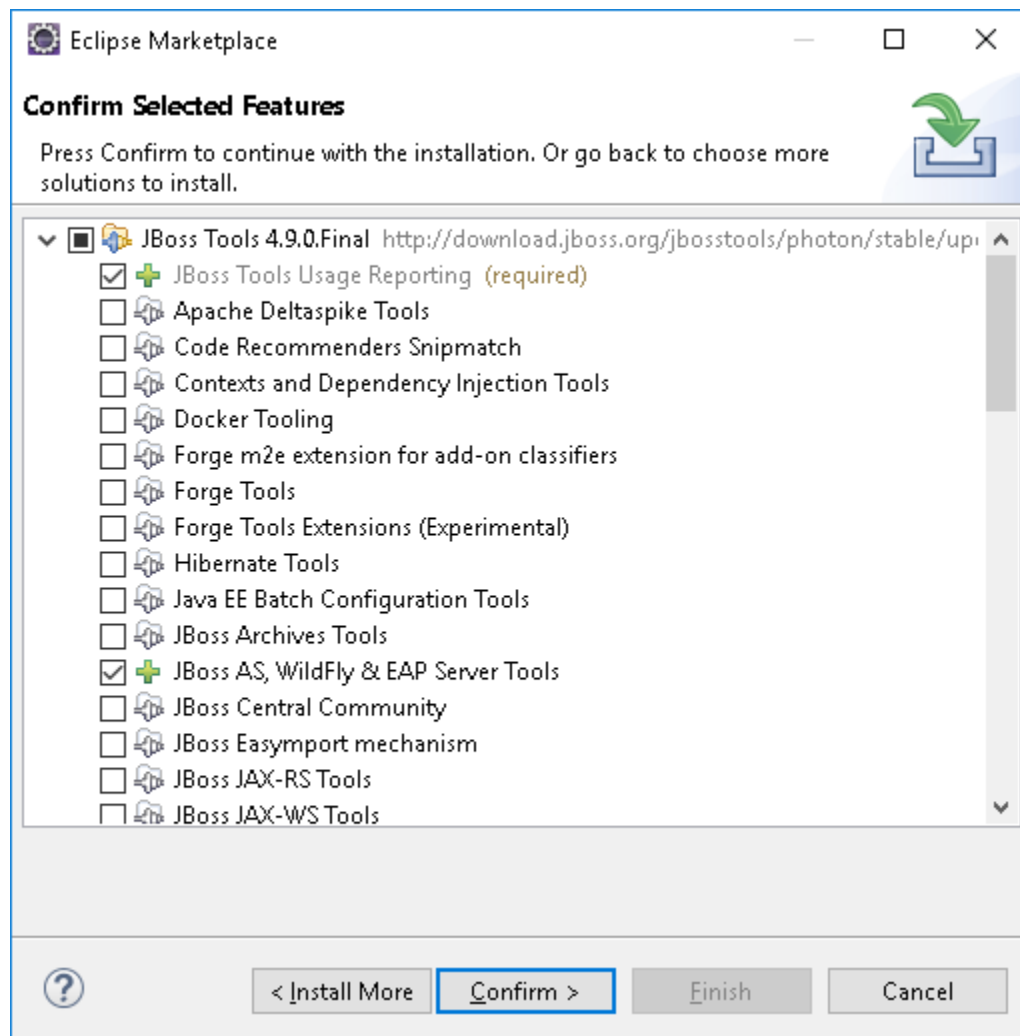 Eclipse Marketplace
Confirm Selected Features
Press Confirm to continue with the installation. Or go back to choose more
solutions to install.
JBoss Tools 4.9.0.Final http://download.jboss.org/jbosstools/photon/stable/up
JBoss Tools Usage Reporting (required)
Apache Deltaspike Tools
Code Recommenders Snipmatch
Contexts and Dependency Injection Tools
Docker Tooling
Forge m2e extension for add-on classifiers
Forge Tools
Forge Tools Extensions (Experimental)
Hibernate Tools
Java EE Batch Configuration Tools
JBoss Archives Tools
JBoss AS, WildFly & EAP Server Tools
JBoss Central Community
JBoss Easymport mechanism
JBoss JAX-RS Tools
JBoss JAX-WS Tools
?
< Install More Confirm > Finish Cancel